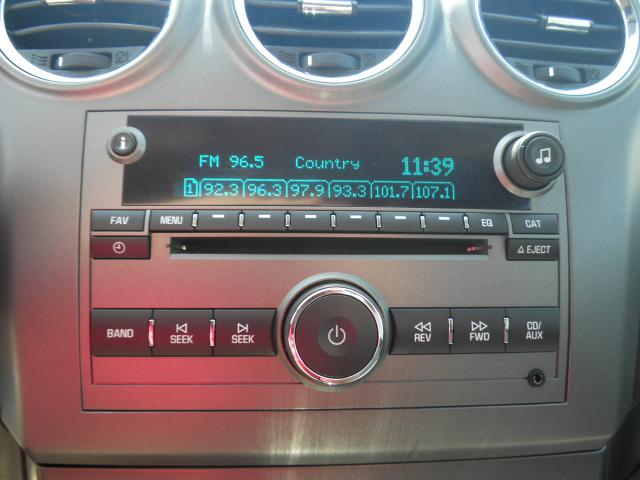 i
FM 96.5 Country 11:39
1 92.3 96.3 97.9 93.3 101.7 107.1
FAV MENU EQ CAT
EJECT
BAND SEEK SEEK REV FWD CD/
AUX